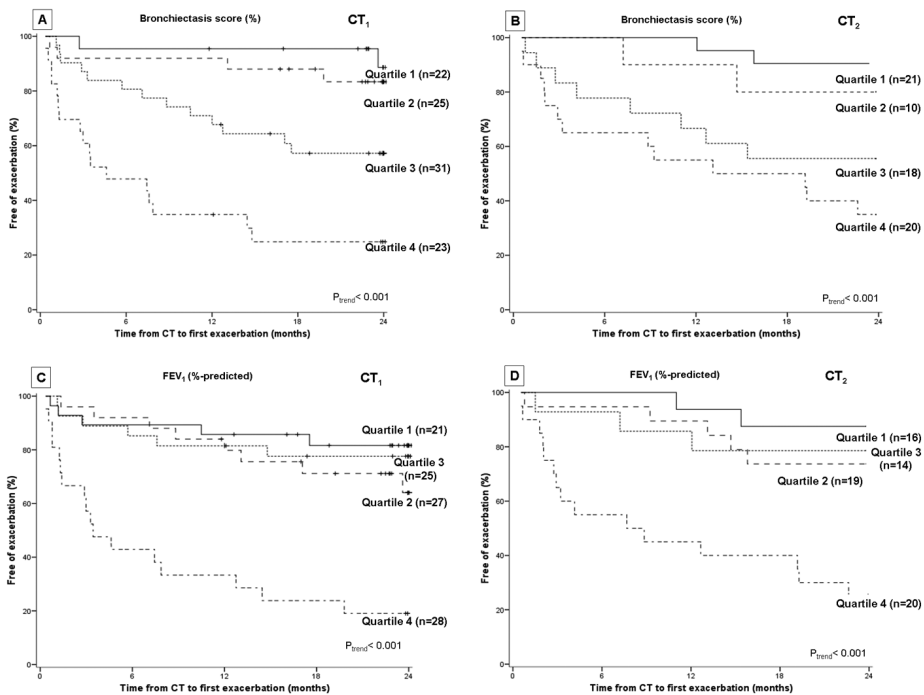 A
Bronchiectasis score (%)
CT1
100
80
60
40
20
0
Free of exacerbation (%)
Quartile 1 (n=22)
Quartile 2 (n=25)
Quartile 3 (n=31)
Quartile 4 (n=23)
Ptrend< 0.001
0
6
12
18
24
Time from CT to first exacerbation (months)
B
Bronchiectasis score (%)
CT2
100
80
60
40
20
0
Free of exacerbation (%)
Quartile 1 (n=21)
Quartile 2 (n=10)
Quartile 3 (n=18)
Quartile 4 (n=20)
Ptrend< 0.001
0
6
12
18
24
Time from CT to first exacerbation (months)
C
FEV1 (%-predicted)
CT1
100
80
60
40
20
0
Free of exacerbation (%)
Quartile 1 (n=21)
Quartile 3
(n=25)
Quartile 2 (n=27)
Quartile 4 (n=28)
Ptrend< 0.001
0
6
12
18
24
Time from CT to first exacerbation (months)
D
FEV1 (%-predicted)
CT2
100
80
60
40
20
0
Free of exacerbation (%)
Quartile 1 (n=16)
Quartile 3
(n=14)
Quartile 2 (n=19)
Quartile 4 (n=20)
Ptrend< 0.001
0
6
12
18
24
Time from CT to first exacerbation (months)